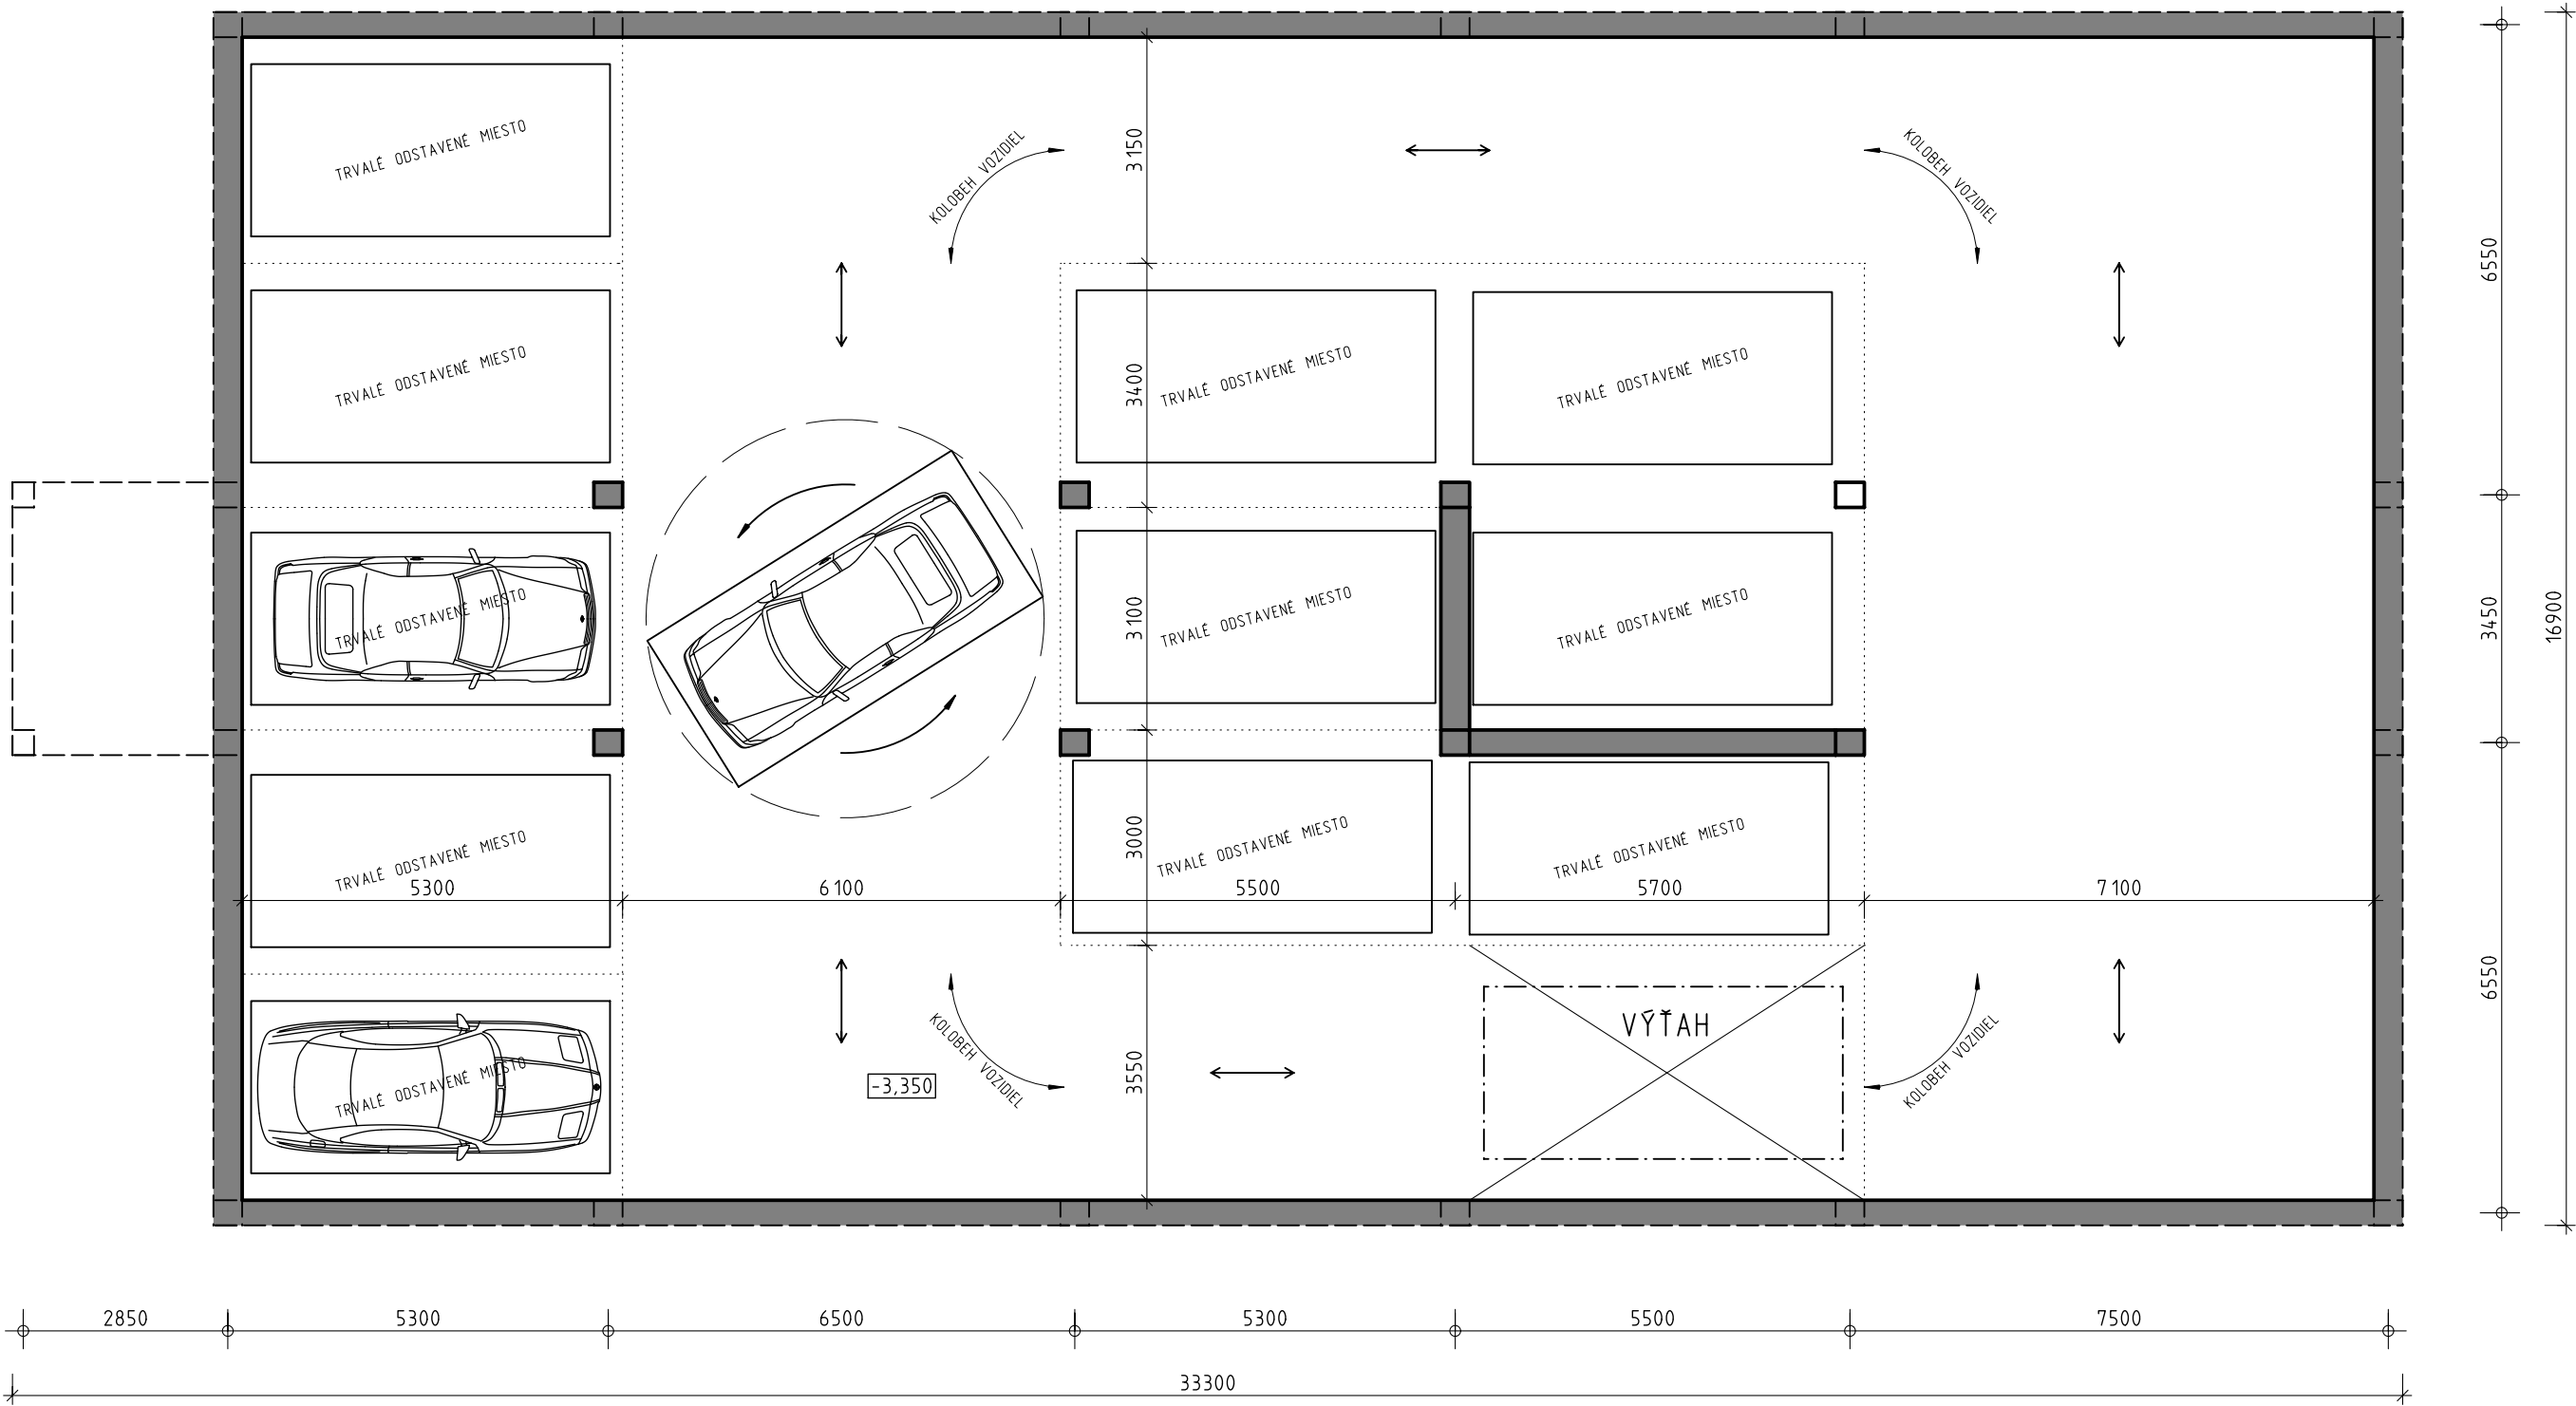 TRVALÉ ODSTAVENÉ MIESTO
KOLOBEH VOZIDIEL
3150
KOLOBEH VOZIDIEL
6550
TRVALÉ ODSTAVENÉ MIESTO
3400
TRVALÉ ODSTAVENÉ MIESTO
TRVALÉ ODSTAVENÉ MIESTO
TRVALÉ ODSTAVENÉ MIESTO
3100
TRVALÉ ODSTAVENÉ MIESTO
TRVALÉ ODSTAVENÉ MIESTO
3450
16900
TRVALÉ ODSTAVENÉ MIESTO
3000
TRVALÉ ODSTAVENÉ MIESTO
TRVALÉ ODSTAVENÉ MIESTO
5300
6100
5500
5700
7100
6550
TRVALÉ ODSTAVENÉ MIESTO
-3,350
KOLOBEH VOZIDIEL
3550
VÝŤAH
KOLOBEH VOZIDIEL
2850
5300
6500
5300
5500
7500
33300